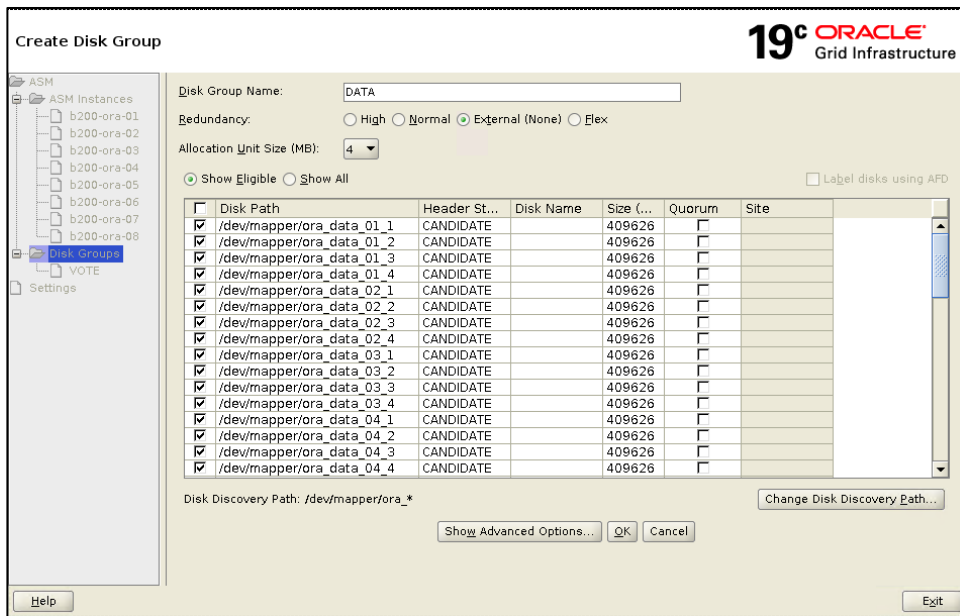 Create Disk Group
19c ORACLE
Grid Infrastructure
ASM
ASM Instances
b200-ora-01
b200-ora-02
b200-ora-03
b200-ora-04
b200-ora-05
b200-ora-06
b200-ora-07
b200-ora-08
Disk Groups
VOTE
Settings
Disk Group Name: DATA
Redundancy: High Normal External (None) Flex
Allocation Unit Size (MB): 4
Show Eligible Show All Label disks using AFD
Disk Path Header St... Disk Name Size (... Quorum Site
/dev/mapper/ora_data_01_1 CANDIDATE 409626
/dev/mapper/ora_data_01_2 CANDIDATE 409626
/dev/mapper/ora_data_01_3 CANDIDATE 409626
/dev/mapper/ora_data_01_4 CANDIDATE 409626
/dev/mapper/ora_data_02_1 CANDIDATE 409626
/dev/mapper/ora_data_02_2 CANDIDATE 409626
/dev/mapper/ora_data_02_3 CANDIDATE 409626
/dev/mapper/ora_data_02_4 CANDIDATE 409626
/dev/mapper/ora_data_03_1 CANDIDATE 409626
/dev/mapper/ora_data_03_2 CANDIDATE 409626
/dev/mapper/ora_data_03_3 CANDIDATE 409626
/dev/mapper/ora_data_03_4 CANDIDATE 409626
/dev/mapper/ora_data_04_1 CANDIDATE 409626
/dev/mapper/ora_data_04_2 CANDIDATE 409626
/dev/mapper/ora_data_04_3 CANDIDATE 409626
/dev/mapper/ora_data_04_4 CANDIDATE 409626
Disk Discovery Path: /dev/mapper/ora_* Change Disk Discovery Path...
Show Advanced Options... OK Cancel
Help Exit